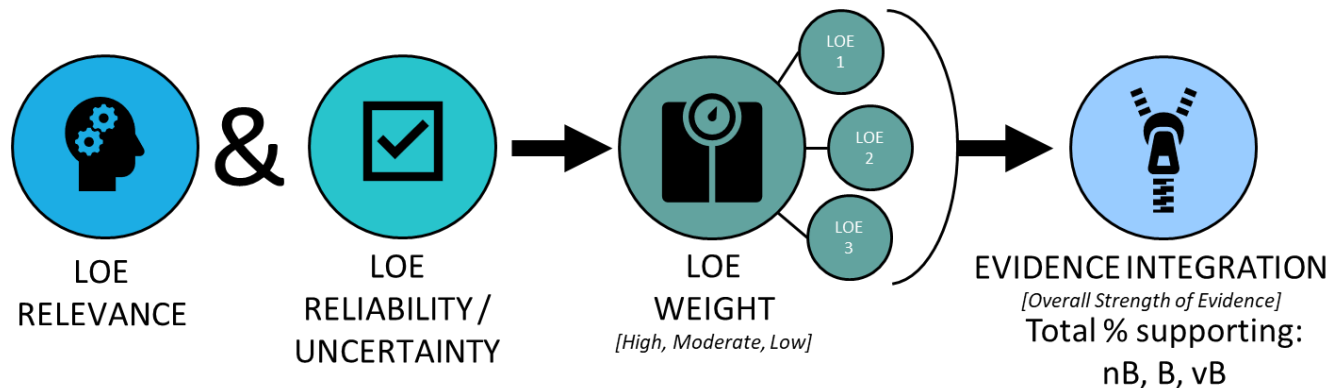 &
LOE
RELEVANCE
LOE
RELIABILITY /
UNCERTAINTY
LOE
WEIGHT
[High, Moderate, Low]
LOE
1
LOE
2
LOE
3
EVIDENCE INTEGRATION
[Overall Strength of Evidence]
Total % supporting:
nB, B, vB